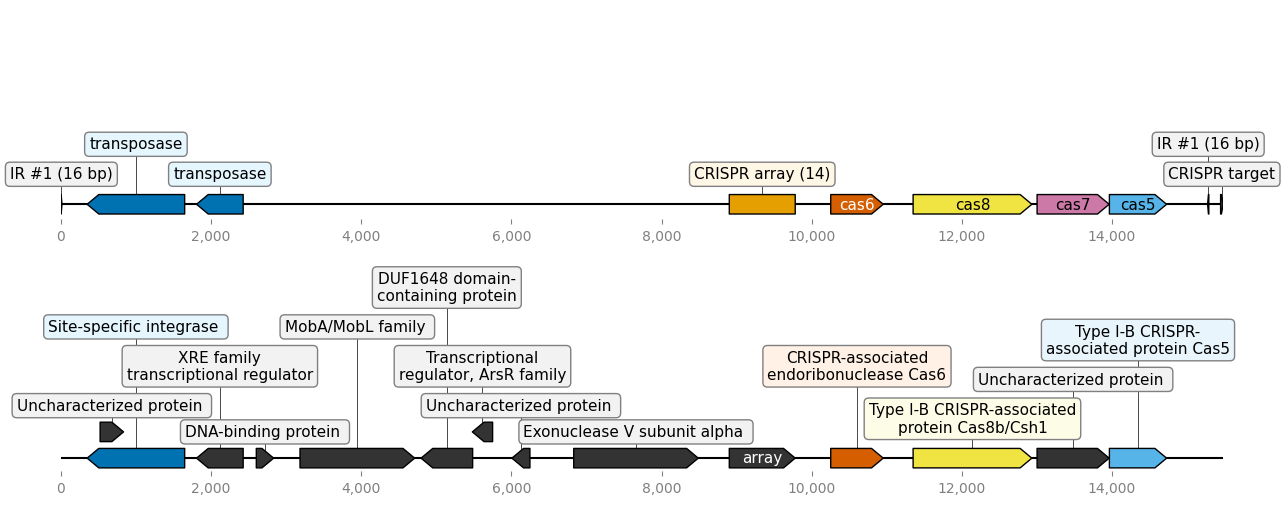 transposase
IR #1 (16 bp)
IR #1 (16 bp)
transposase
CRISPR array (14)
CRISPR target
cas6
cas8
cas7
cas5
0
2,000
4,000
6,000
8,000
10,000
12,000
14,000
DUF1648 domain-
containing protein
Site-specific integrase
MobA/MobL family
Type I-B CRISPR-
associated protein Cas5
XRE family
transcriptional regulator
Transcriptional
regulator, ArsR family
CRISPR-associated
endoribonuclease Cas6
Uncharacterized protein
Uncharacterized protein
Uncharacterized protein
Type I-B CRISPR-associated
protein Cas8b/Csh1
DNA-binding protein
Exonuclease V subunit alpha
array
0
2,000
4,000
6,000
8,000
10,000
12,000
14,000